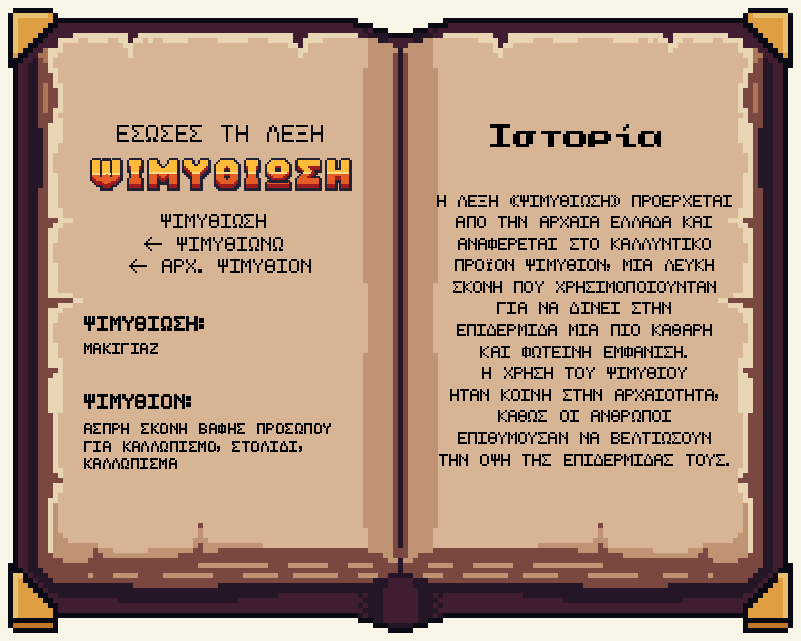 ΕΣΩΣΕΣ ΤΗ ΛΕΞΗ
ΨΙΜΥΘΙΩΣΗ
ΨΙΜΥΘΙΩΣΗ
← ΨΙΜΥΘΙΩΝΩ
← ΑΡΧ. ΨΙΜΥΘΙΟΝ
ΨΙΜΥΘΙΩΣΗ:
ΜΑΚΙΓΙΑΖ
ΨΙΜΥΘΙΟΝ:
ΑΣΠΡΗ ΣΚΟΝΗ ΒΑΦΗΣ ΠΡΟΣΩΠΟΥ
ΓΙΑ ΚΑΛΛΩΠΙΣΜΟ, ΣΤΟΛΙΔΙ,
ΚΑΛΛΩΠΙΣΜΑ
Ιστορία
Η ΛΕΞΗ «ΨΙΜΥΘΙΩΣΗ» ΠΡΟΕΡΧΕΤΑΙ
ΑΠΟ ΤΗΝ ΑΡΧΑΙΑ ΕΛΛΑΔΑ ΚΑΙ
ΑΝΑΦΕΡΕΤΑΙ ΣΤΟ ΚΑΛΛΥΝΤΙΚΟ
ΠΡΟΪΟΝ ΨΙΜΥΘΙΟΝ, ΜΙΑ ΛΕΥΚΗ
ΣΚΟΝΗ ΠΟΥ ΧΡΗΣΙΜΟΠΟΙΟΥΝΤΑΝ
ΓΙΑ ΝΑ ΔΙΝΕΙ ΣΤΗΝ
ΕΠΙΔΕΡΜΙΔΑ ΜΙΑ ΠΙΟ ΚΑΘΑΡΗ
ΚΑΙ ΦΩΤΕΙΝΗ ΕΜΦΑΝΙΣΗ.
Η ΧΡΗΣΗ ΤΟΥ ΨΙΜΥΘΙΟΥ
ΗΤΑΝ ΚΟΙΝΗ ΣΤΗΝ ΑΡΧΑΙΟΤΗΤΑ,
ΚΑΘΩΣ ΟΙ ΑΝΘΡΩΠΟΙ
ΕΠΙΘΥΜΟΥΣΑΝ ΝΑ ΒΕΛΤΙΩΣΟΥΝ
ΤΗΝ ΟΨΗ ΤΗΣ ΕΠΙΔΕΡΜΙΔΑΣ ΤΟΥΣ.